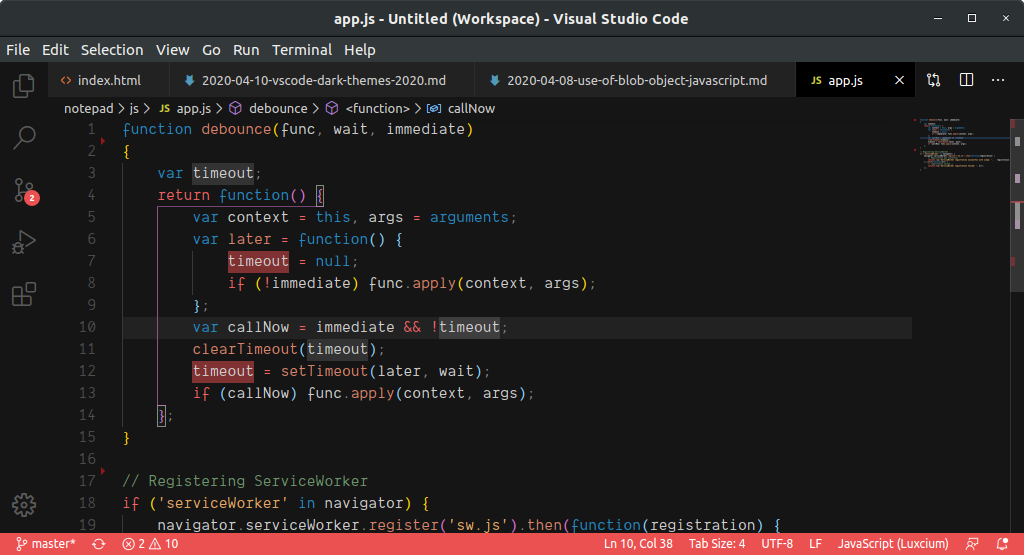 app.js - Untitled (Workspace) - Visual Studio Code
File Edit Selection View Go Run Terminal Help
<> index.html 2020-04-10-vscode-dark-themes-2020.md 2020-04-08-use-of-blob-object-javascript.md JS app.js
notepad > js > JS app.js > debounce > <function> > callNow
1 function debounce(func, wait, immediate)
2 {
3 var timeout;
4 return function() {
5 var context = this, args = arguments;
6 var later = function() {
7 timeout = null;
8 if (!immediate) func.apply(context, args);
9 };
10 var callNow = immediate && !timeout;
11 clearTimeout(timeout);
12 timeout = setTimeout(later, wait);
13 if (callNow) func.apply(context, args);
14 };
15 }
16
17 // Registering ServiceWorker
18 if ('serviceWorker' in navigator) {
19 navigator.serviceWorker.register('sw.js').then(function(registration) {
2
master* 2 10 Ln 10, Col 38 Tab Size: 4 UTF-8 LF JavaScript (Luxcium)